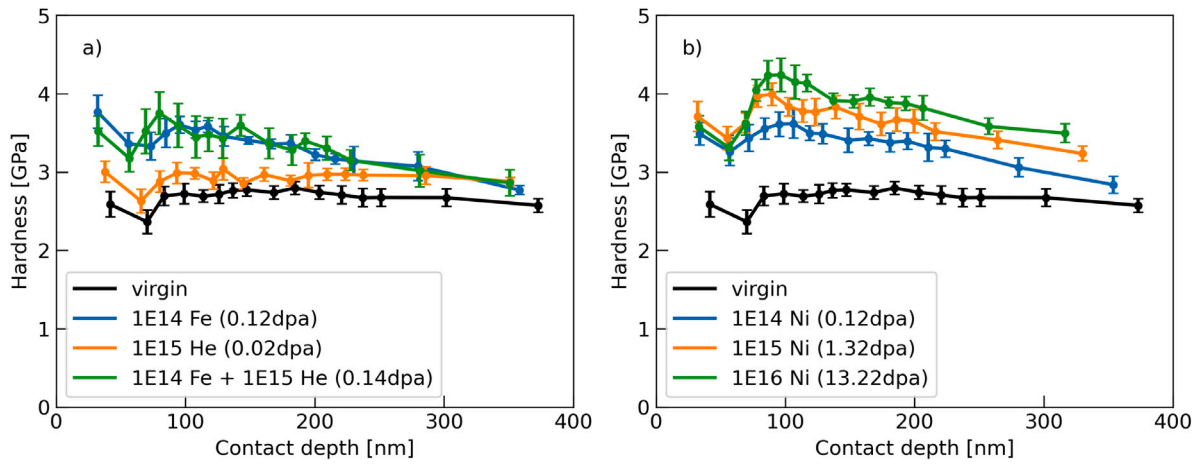 a)
Hardness [GPa]
5
4
3
2
1
0
virgin
1E14 Fe (0.12dpa)
1E15 He (0.02dpa)
1E14 Fe + 1E15 He (0.14dpa)
0
100
200
300
400
Contact depth [nm]
b)
Hardness [GPa]
5
4
3
2
1
0
virgin
1E14 Ni (0.12dpa)
1E15 Ni (1.32dpa)
1E16 Ni (13.22dpa)
0
100
200
300
400
Contact depth [nm]